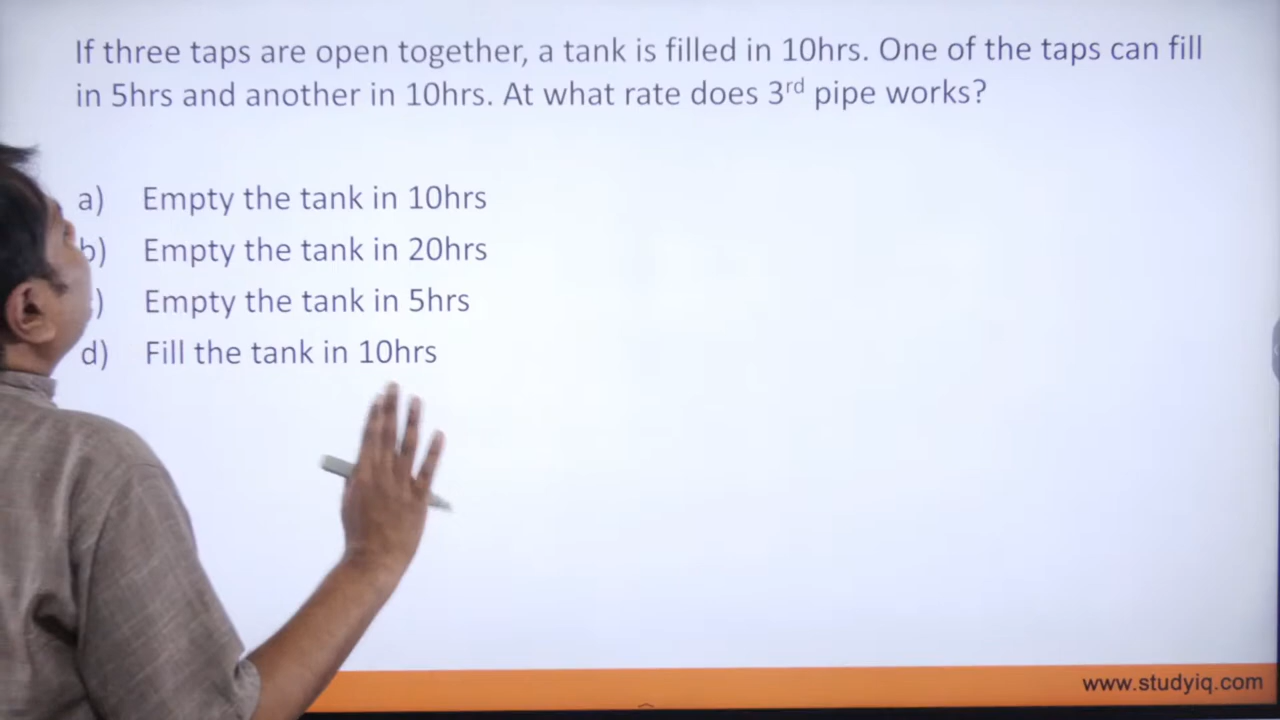 If three taps are open together, a tank is filled in 10hrs. One of the taps can fill
in 5hrs and another in 10hrs. At what rate does 3rd pipe works?
a) Empty the tank in 10hrs
b) Empty the tank in 20hrs
) Empty the tank in 5hrs
d) Fill the tank in 10hrs
www.studyiq.com